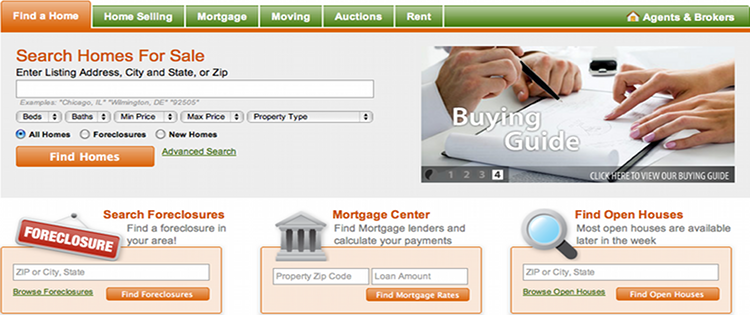 Find a Home
Home Selling
Mortgage
Moving
Auctions
Rent
Agents & Brokers
Search Homes For Sale
Enter Listing Address, City and State, or Zip
Examples: "Chicago, IL" "Wilmington, DE" "92505"
Beds
Baths
Min Price
Max Price
Property Type
All Homes
Foreclosures
New Homes
Find Homes
Advanced Search
Buying
Guide
1 2 3 4
CLICK HERE TO VIEW OUR BUYING GUIDE
FORECLOSURE
Search Foreclosures
Find a foreclosure in
your area!
ZIP or City, State
Browse Foreclosures
Find Foreclosures
Mortgage Center
Find Mortgage lenders and
calculate your payments
Property Zip Code
Loan Amount
Find Mortgage Rates
Find Open Houses
Most open houses are available
later in the week
ZIP or City, State
Browse Open Houses
Find Open Houses